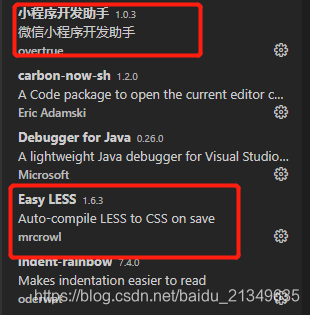 小程序开发助手 1.0.3
微信小程序开发助手
overtrue
carbon-now-sh 1.2.0
A Code package to open the current editor c...
Eric Adamski
Debugger for Java 0.26.0
A lightweight Java debugger for Visual Studio...
Microsoft
Easy LESS 1.6.3
Auto-compile LESS to CSS on save
mrcrowl
indent-rainbow 7.4.0
Makes indentation easier to read
oderwat
https://blog.csdn.net/baidu_21349635